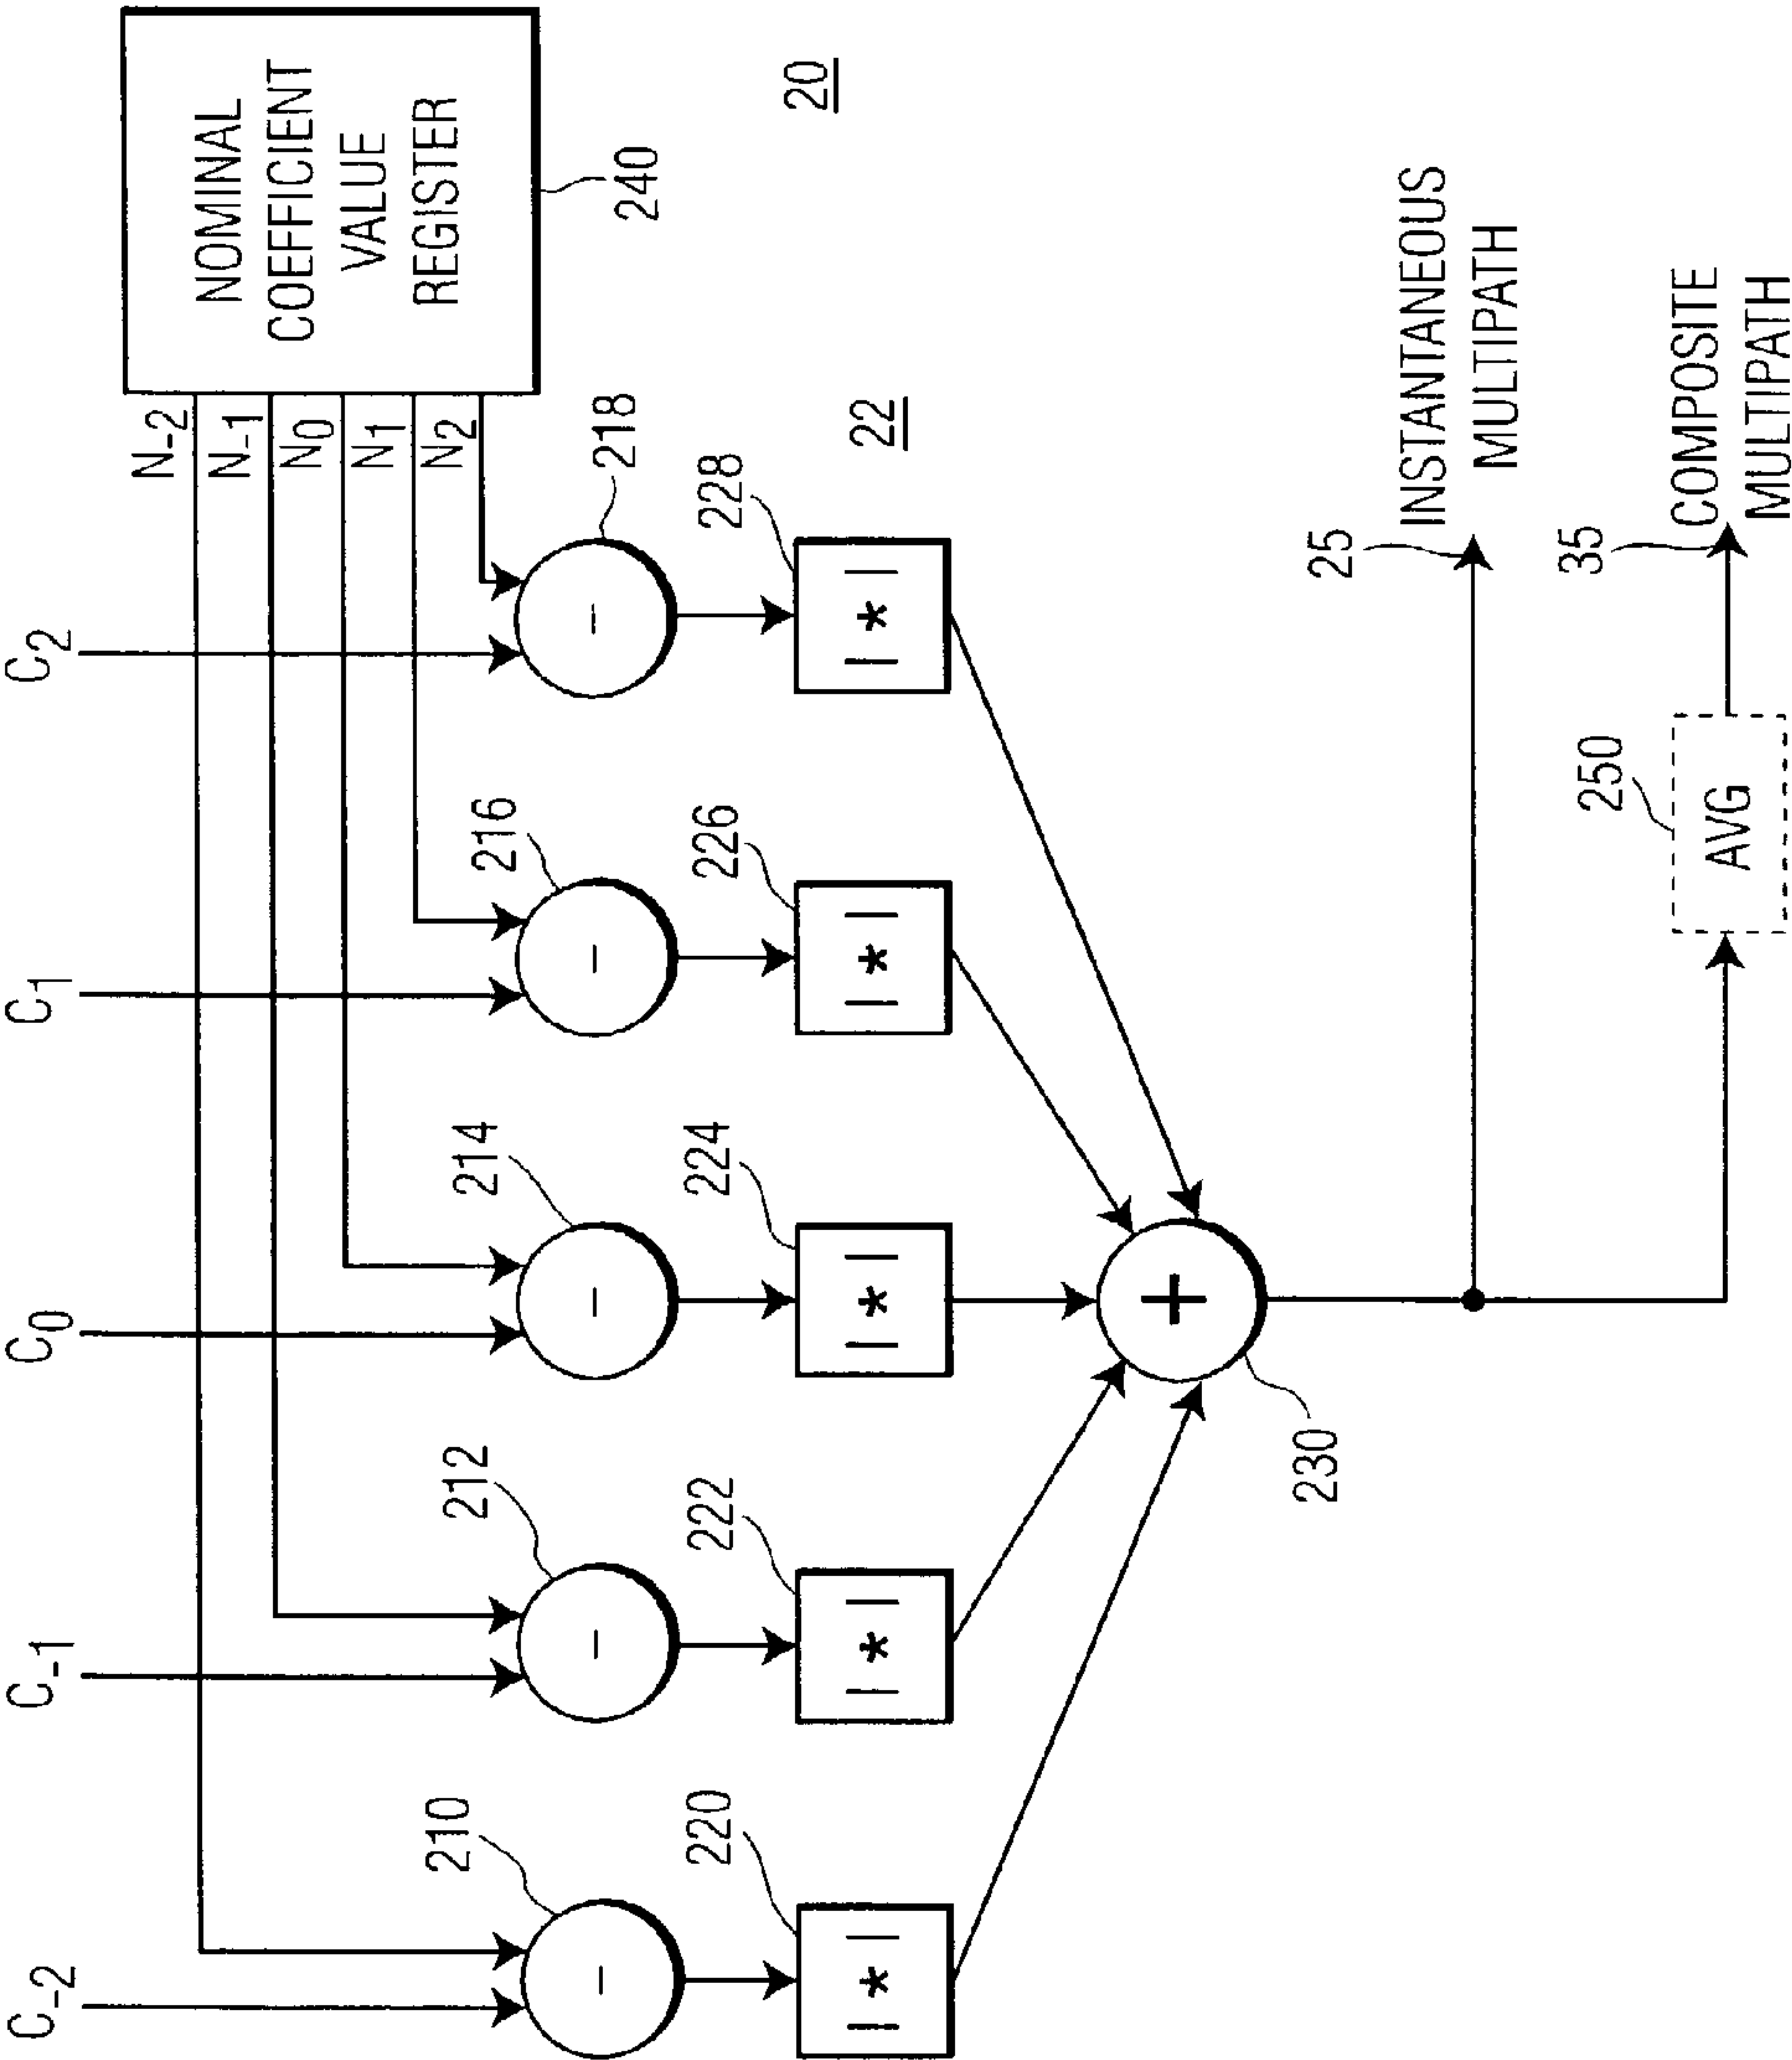 C-2
C-1
C0
C1
C2
N-2
N-1
N0
N1
N2
NOMINAL
COEFFICIENT
VALUE
REGISTER
240
210
212
214
216
218
-
-
-
-
-
20
220
222
224
226
228
|*|
|*|
|*|
|*|
|*|
22
230
+
25
INSTANTANEOUS
MULTIPATH
250
AVG
35
COMPOSITE
MULTIPATH